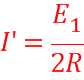 I' = E₁/2R